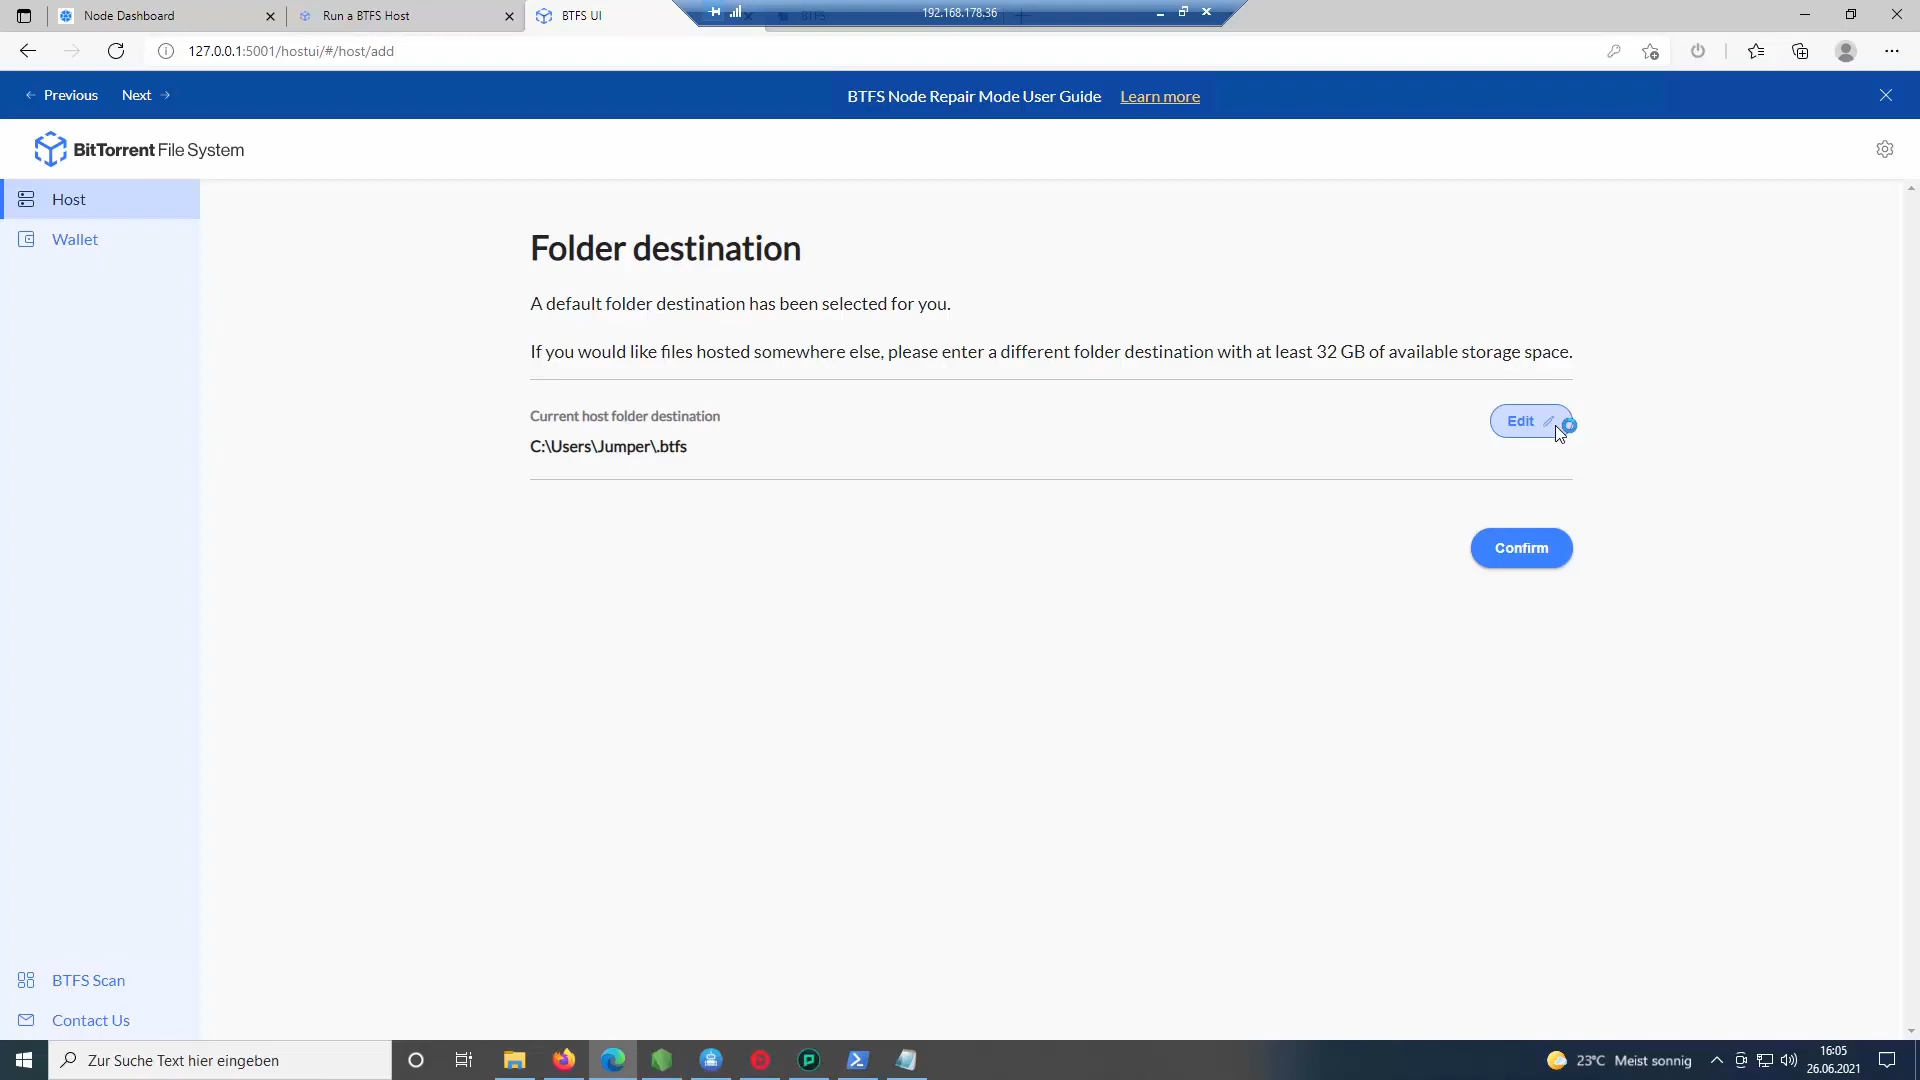 Node Dashboard
Run a BTFS Host
BTFS UI
192.168.178.36
BTFS
127.0.0.1:5001/hostui/#/host/add
← Previous
Next →
BTFS Node Repair Mode User Guide Learn more
BitTorrent File System
Host
Wallet
Folder destination
A default folder destination has been selected for you.
If you would like files hosted somewhere else, please enter a different folder destination with at least 32 GB of available storage space.
Current host folder destination
Edit
C:\Users\Jumper\.btfs
Confirm
BTFS Scan
Contact Us
Zur Suche Text hier eingeben
23°C Meist sonnig
16:05
26.06.2021